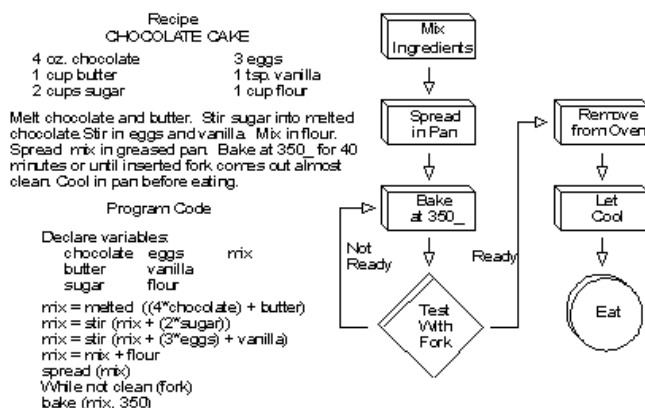 Recipe
CHOCOLATE CAKE
4 oz. chocolate 3 eggs
1 cup butter 1 tsp. vanilla
2 cups sugar 1 cup flour
Melt chocolate and butter. Stir sugar into melted
chocolate. Stir in eggs and vanilla. Mix in flour.
Spread mix in greased pan. Bake at 350_ for 40
minutes or until inserted fork comes out almost
clean. Cool in pan before eating.
Program Code
Declare variables:
chocolate eggs mix
butter vanilla
sugar flour
mix = melted ((4*chocolate) + butter)
mix = stir (mix + (2*sugar))
mix = stir (mix + (3*eggs) + vanilla)
mix = mix + flour
spread (mix)
While not clean (fork)
bake (mix, 350)
Mix
Ingredients
Spread
in Pan
Bake
at 350_
Not
Ready
Test
With
Fork
Ready
Remove
from Oven
Let
Cool
Eat